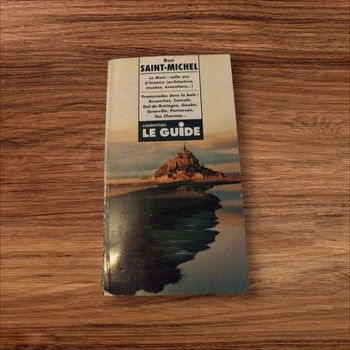 Mont
SAINT-MICHEL
Le Mont : mille ans
d'histoire (architecture,
musées, évocations...)
Promenades dans la baie :
Avranches, Cancale,
Dol-de-Bretagne, Genêts,
Granville, Pontorson,
îles Chausey...
casterman
LE GUIDE